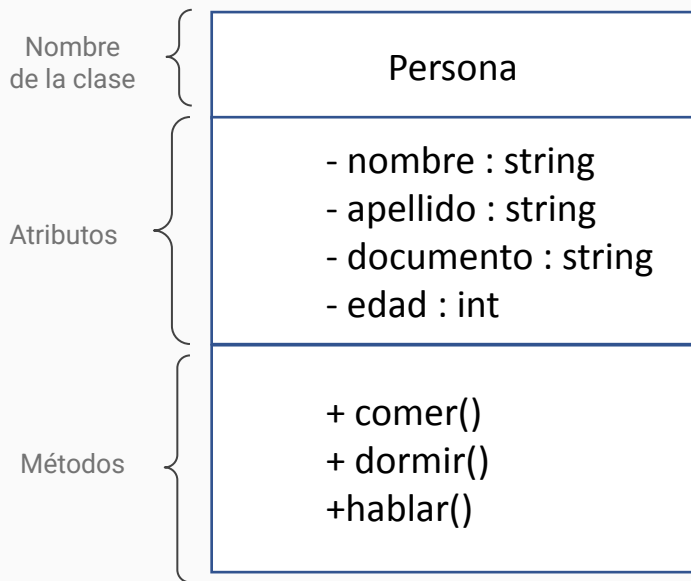 Nombre
de la clase
Persona
Atributos
- nombre : string
- apellido : string
- documento : string
- edad : int
Métodos
+ comer()
+ dormir()
+hablar()